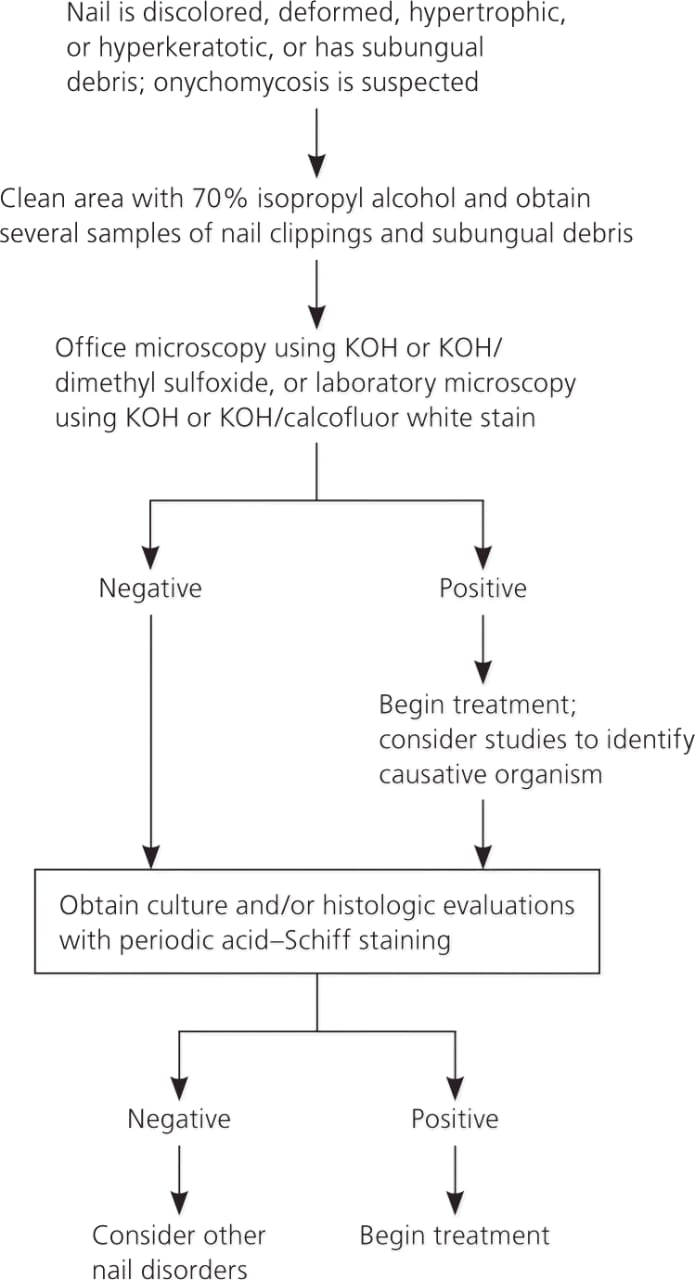 Nail is discolored, deformed, hypertrophic,
or hyperkeratotic, or has subungual
debris; onychomycosis is suspected
Clean area with 70% isopropyl alcohol and obtain
several samples of nail clippings and subungual debris
Office microscopy using KOH or KOH/
dimethyl sulfoxide, or laboratory microscopy
using KOH or KOH/calcofluor white stain
Negative
Positive
Begin treatment;
consider studies to identify
causative organism
Obtain culture and/or histologic evaluations
with periodic acid–Schiff staining
Negative
Positive
Consider other
nail disorders
Begin treatment